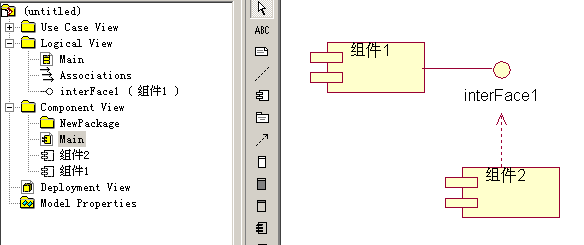 (untitled)
Use Case View
Logical View
Main
Associations
interFace1 ( 组件1 )
Component View
NewPackage
Main
组件2
组件1
Deployment View
Model Properties
ABC
组件1
interFace1
组件2